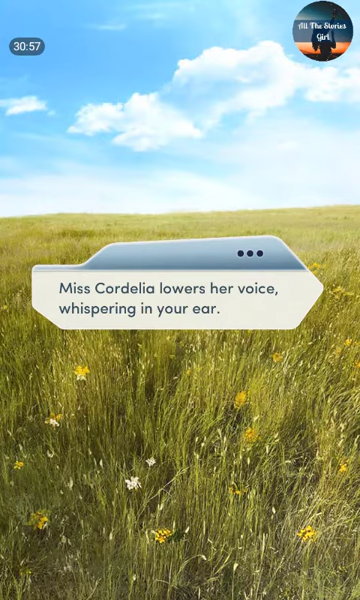 All The Stories
Girl
30:57
Miss Cordelia lowers her voice,
whispering in your ear.